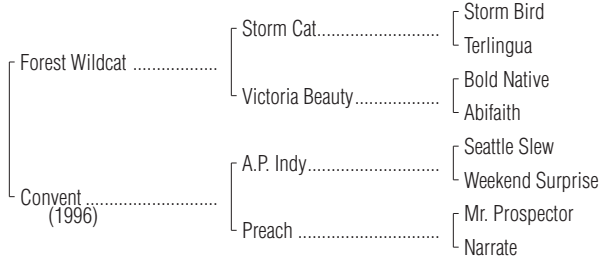 Storm Bird
Storm Cat..............................
Terlingua
Forest Wildcat .....................
Bold Native
Victoria Beauty.....................
Abifaith
Seattle Slew
A.P. Indy.................................
Weekend Surprise
Convent .................................
(1996)
Mr. Prospector
Preach ...................................
Narrate